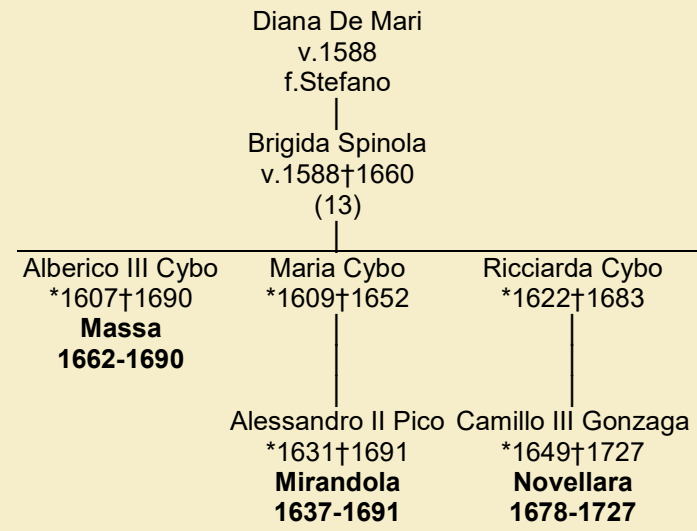 Diana De Mari
v.1588
f.Stefano
Brigida Spinola
v.1588†1660
(13)
Alberico III Cybo Maria Cybo Ricciarda Cybo
*1607†1690 *1609†1652 *1622†1683
Massa
1662-1690
Alessandro II Pico Camillo III Gonzaga
*1631†1691 *1649†1727
Mirandola Novellara
1637-1691 1678-1727